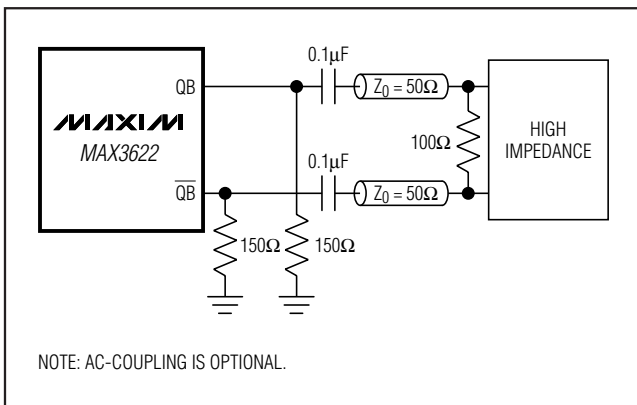 0.1µF
QB
Z0 = 50Ω
MAXIM
MAX3622
100Ω
HIGH
IMPEDANCE
0.1µF
QB
Z0 = 50Ω
150Ω
150Ω
NOTE: AC-COUPLING IS OPTIONAL.